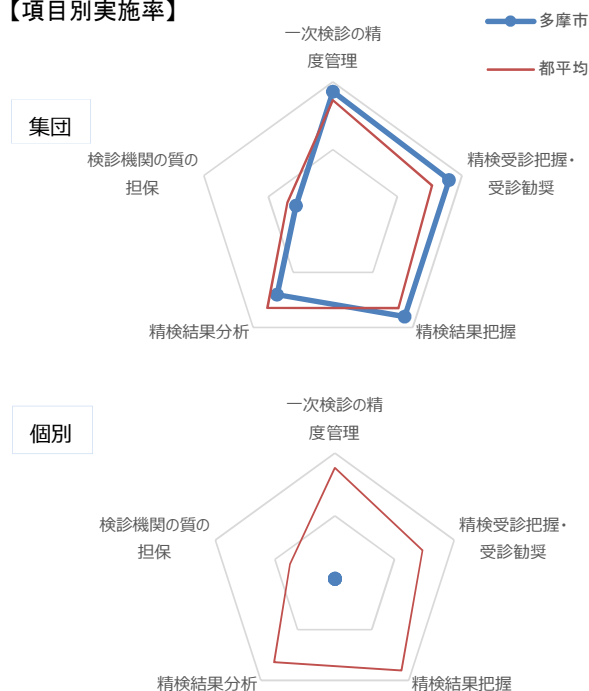 【項目別実施率】
多摩市
都平均
集団
一次検診の精
度管理
精検受診把握・
受診勧奨
精検結果把握
精検結果分析
検診機関の質の
担保
個別
一次検診の精
度管理
精検受診把握・
受診勧奨
精検結果把握
精検結果分析
検診機関の質の
担保